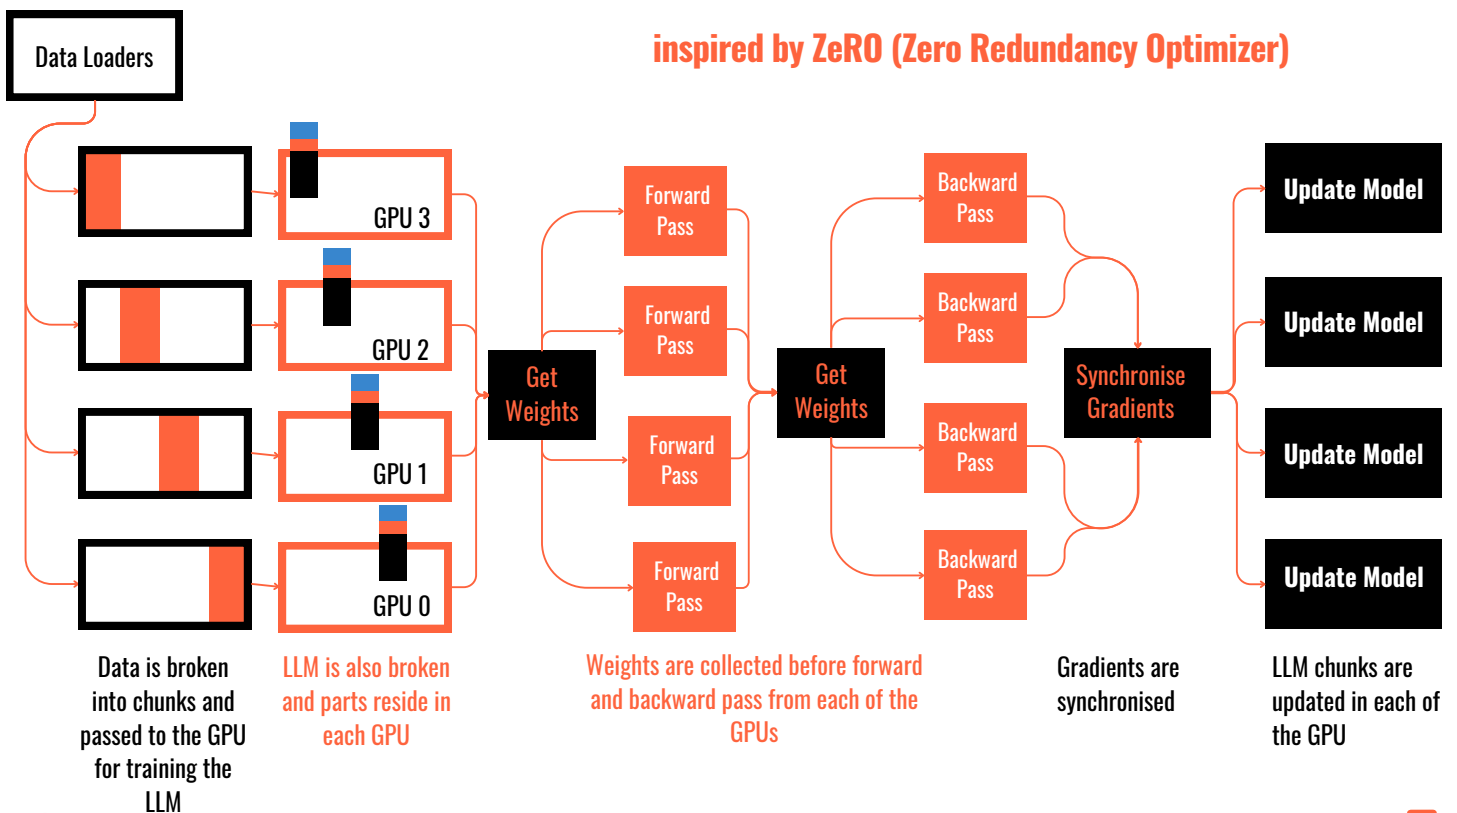 Data Loaders
inspired by ZeRO (Zero Redundancy Optimizer)
GPU 3
GPU 2
GPU 1
GPU 0
Get
Weights
Forward
Pass
Forward
Pass
Forward
Pass
Forward
Pass
Get
Weights
Backward
Pass
Backward
Pass
Backward
Pass
Backward
Pass
Synchronise
Gradients
Update Model
Update Model
Update Model
Update Model
Data is broken
into chunks and
passed to the GPU
for training the
LLM
LLM is also broken
and parts reside in
each GPU
Weights are collected before forward
and backward pass from each of the
GPUs
Gradients are
synchronised
LLM chunks are
updated in each of
the GPU